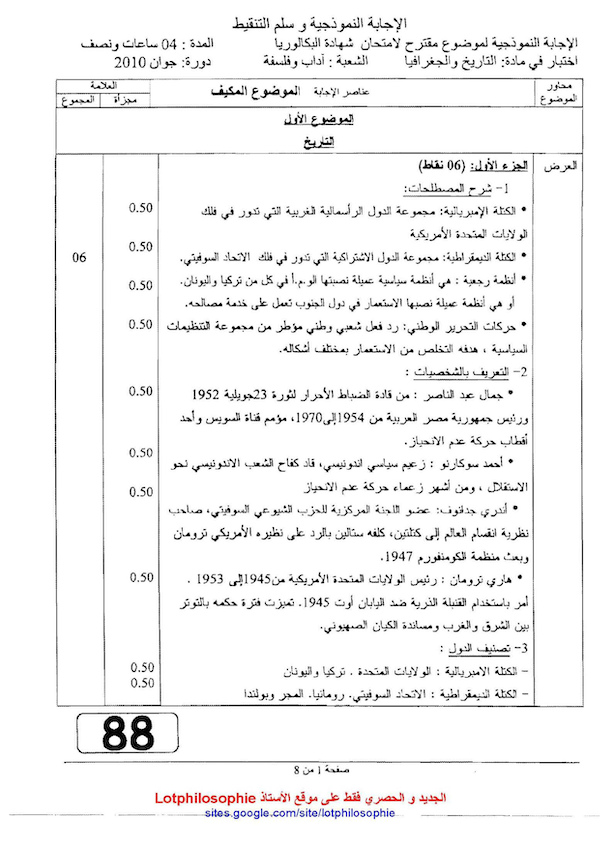 الإجابة النموذجية و سلم التنقيط
الإجابة النموذجية لموضوع مقترح لامتحان شهادة البكالوريا المدة : 04 ساعات ونصف
اختبار في مادة: التاريخ والجغرافيا الشعبة : آداب وفلسفة دورة: جوان 2010
محاور الموضوع
عناصر الإجابة الموضوع المكيف
العلامة
مجزأة المجموع
الموضوع الأول
التاريخ
العرض
الجزء الأول: (06 نقاط)
1- شرح المصطلحات:
• الكتلة الإمبريالية: مجموعة الدول الرأسمالية الغربية التي تدور في فلك 0.50
الولايات المتحدة الأمريكية
• الكتلة الديمقراطية: مجموعة الدول الاشتراكية التي تدور في فلك الاتحاد السوفيتي. 0.50 06
• أنظمة رجعية : هي أنظمة سياسية عميلة نصبتها الو.م.أ في كل من تركيا واليونان. 0.50
أو هي أنظمة عميلة نصبها الاستعمار في دول الجنوب تعمل على خدمة مصالحه.
• حركات التحرير الوطني: رد فعل شعبي وطني مؤطر من مجموعة التنظيمات 0.50
السياسية ، هدفه التخلص من الاستعمار بمختلف أشكاله.
2- التعريف بالشخصيات :
• جمال عبد الناصر : من قادة الضباط الأحرار لثورة 23جويلية 1952 0.50
ورئيس جمهورية مصر العربية من 1954إلى1970، مؤمم قناة السويس وأحد
أقطاب حركة عدم الانحياز.
• أحمد سوكارنو : زعيم سياسي اندونيسي، قاد كفاح الشعب الاندونيسي نحو 0.50
الاستقلال ، ومن أشهر زعماء حركة عدم الانحياز 0.50
• أندري جدانوف: عضو اللجنة المركزية للحزب الشيوعي السوفيتي، صاحب
نظرية انقسام العالم إلى كتلتين، كلفه ستالين بالرد على نظيره الأمريكي ترومان
وبعث منظمة الكومنفورم 1947.
• هاري ترومان : رئيس الولايات المتحدة الأمريكية من1945إلى 1953 . 0.50
أمر باستخدام القنبلة الذرية ضد اليابان أوت 1945. تميزت فترة حكمه بالتوتر
بين الشرق والغرب ومساندة الكيان الصهيوني.
3- تصنيف الدول :
– الكتلة الامبريالية : الولايات المتحدة . تركيا واليونان 0.50
– الكتلة الديمقراطية : الاتحاد السوفيتي. رومانيا. المجر وبولندا 0.50
88
صفحة 1 من 8
الجديد و الحصري فقط على موقع الأستاذ Lotphilosophie
sites.google.com/site/lotphilosophie